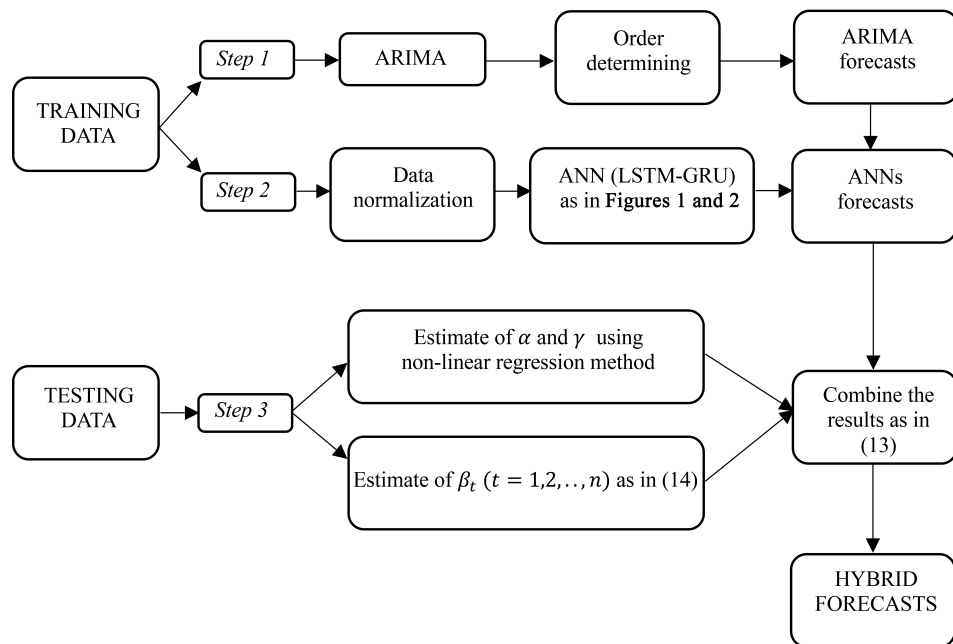 TRAINING
DATA
Step 1
ARIMA
Order
determining
ARIMA
forecasts
Step 2
Data
normalization
ANN (LSTM-GRU)
as in Figures 1 and 2
ANNs
forecasts
TESTING
DATA
Step 3
Estimate of α and γ using
non-linear regression method
Estimate of βₜ (t = 1,2,..,n) as in (14)
Combine the
results as in
(13)
HYBRID
FORECASTS